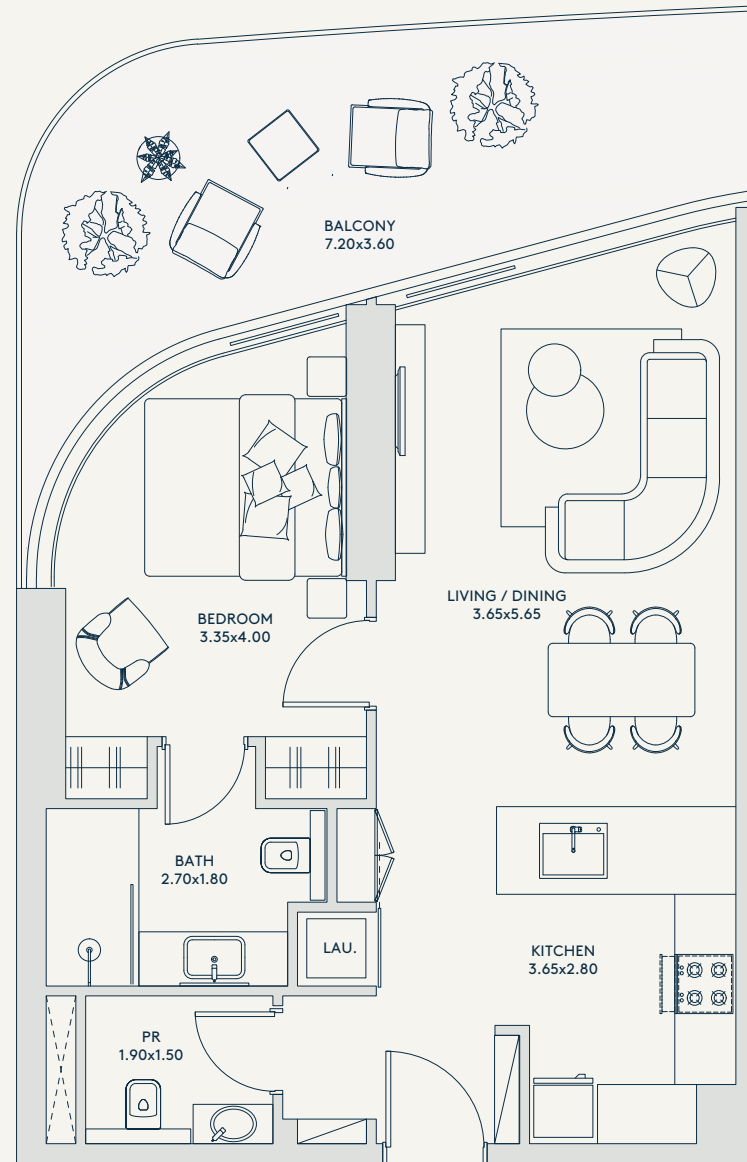 BALCONY
7.20x3.60
LIVING / DINING
3.65x5.65
BEDROOM
3.35x4.00
BATH
2.70x1.80
LAU.
KITCHEN
3.65x2.80
PR
1.90x1.50